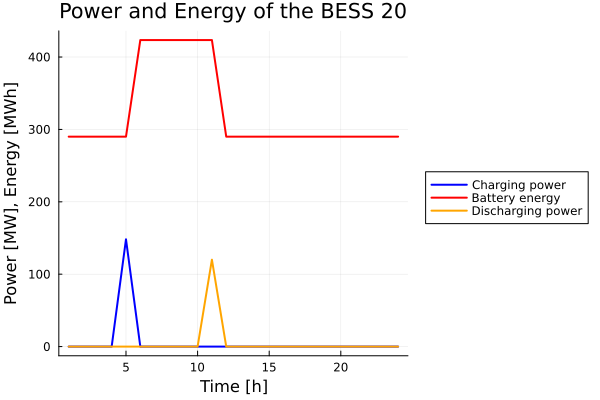 Power and Energy of the BESS 20
Power [MW], Energy [MWh]
400
300
200
100
0
5
10
15
20
Time [h]
Charging power
Battery energy
Discharging power